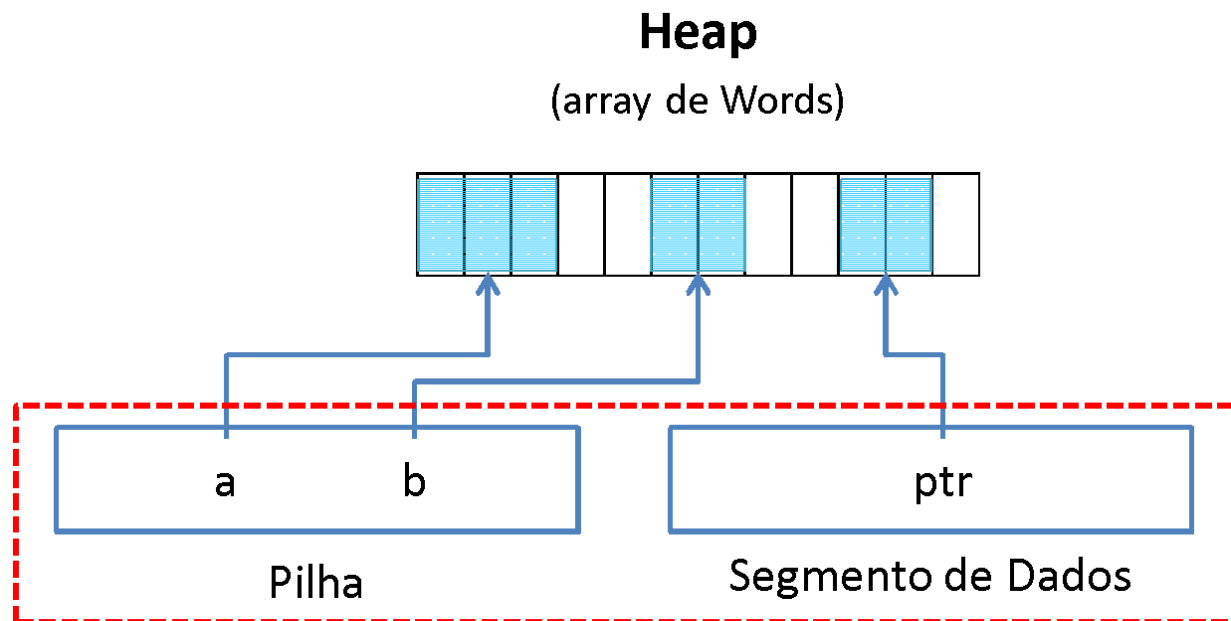 Heap
(array de Words)
a
b
ptr
Pilha
Segmento de Dados